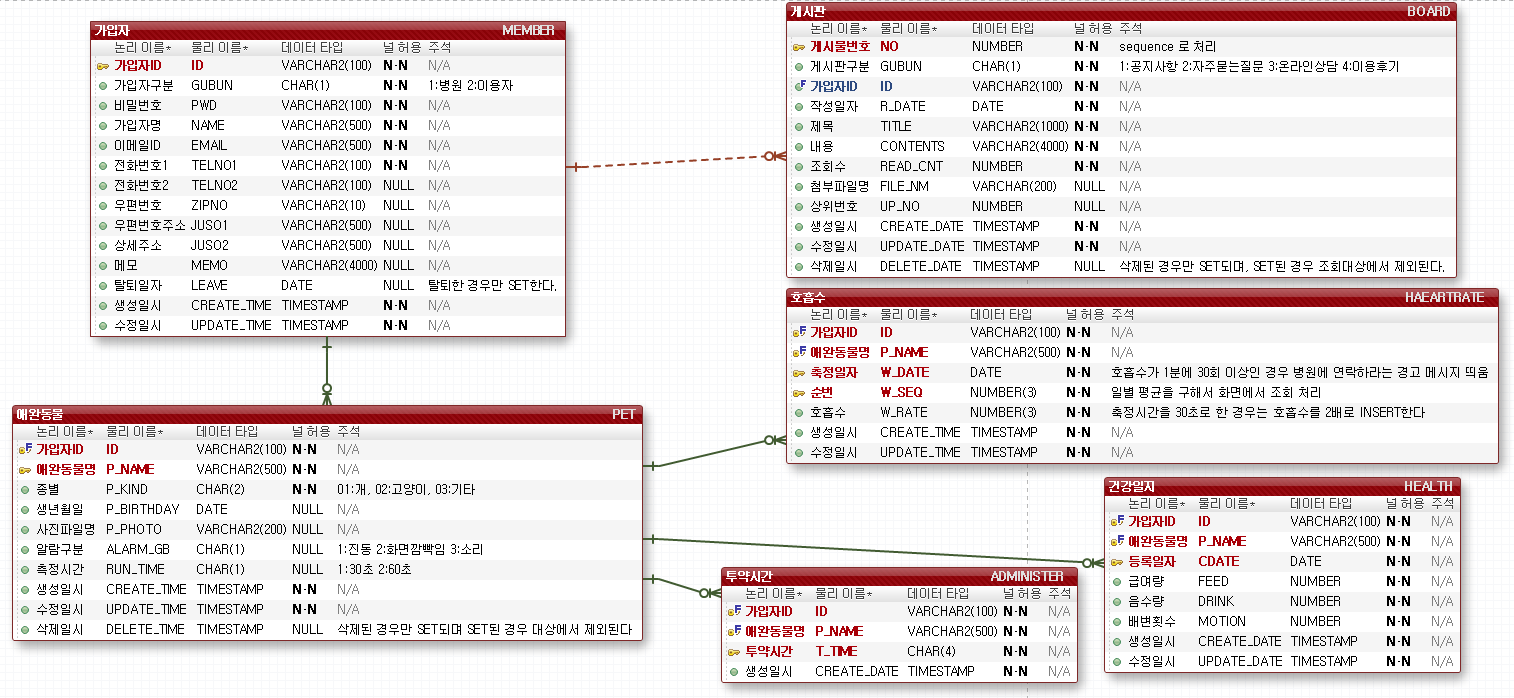 가입자 MEMBER
논리 이름* 물리 이름* 데이터 타입 널 허용 주석
가입자ID ID VARCHAR2(100) N-N N/A
가입자구분 GUBUN CHAR(1) N-N 1:병원 2:이용자
비밀번호 PWD VARCHAR2(100) N-N N/A
가입자명 NAME VARCHAR2(500) N-N N/A
이메일ID EMAIL VARCHAR2(500) N-N N/A
전화번호1 TELNO1 VARCHAR2(100) N-N N/A
전화번호2 TELNO2 VARCHAR2(100) NULL N/A
우편번호 ZIPNO VARCHAR2(10) NULL N/A
우편번호주소 JUSO1 VARCHAR2(500) NULL N/A
상세주소 JUSO2 VARCHAR2(500) NULL N/A
메모 MEMO VARCHAR2(4000) NULL N/A
탈퇴일자 LEAVE DATE NULL 탈퇴한 경우만 SET한다.
생성일시 CREATE_TIME TIMESTAMP N-N N/A
수정일시 UPDATE_TIME TIMESTAMP N-N N/A
게시판 BOARD
논리 이름* 물리 이름* 데이터 타입 널 허용 주석
게시물번호 NO NUMBER N-N sequence 로 처리
게시판구분 GUBUN CHAR(1) N-N 1:공지사항 2:자주묻는질문 3:온라인상담 4:이용후기
가입자ID ID VARCHAR2(100) N-N N/A
작성일자 R_DATE DATE N-N N/A
제목 TITLE VARCHAR2(1000) N-N N/A
내용 CONTENTS VARCHAR2(4000) N-N N/A
조회수 READ_CNT NUMBER N-N N/A
첨부파일명 FILE_NM VARCHAR(200) NULL N/A
상위번호 UP_NO NUMBER NULL N/A
생성일시 CREATE_DATE TIMESTAMP N-N N/A
수정일시 UPDATE_DATE TIMESTAMP N-N N/A
삭제일시 DELETE_DATE TIMESTAMP NULL 삭제된 경우만 SET되며, SET된 경우 조회대상에서 제외된다.
호흡수 HAEARTRATE
논리 이름* 물리 이름* 데이터 타입 널 허용 주석
가입자ID ID VARCHAR2(100) N-N N/A
애완동물명 P_NAME VARCHAR2(500) N-N N/A
측정일자 W_DATE DATE N-N 호흡수가 1분에 30회 이상인 경우 병원에 연락하라는 경고 메시지 띄움
순번 W_SEQ NUMBER(3) N-N 일별 평균을 구해서 화면에서 조회 처리
호흡수 W_RATE NUMBER(3) N-N 측정시간을 30초로 한 경우는 호흡수를 2배로 INSERT한다
생성일시 CREATE_TIME TIMESTAMP N-N N/A
수정일시 UPDATE_TIME TIMESTAMP N-N N/A
애완동물 PET
논리 이름* 물리 이름* 데이터 타입 널 허용 주석
가입자ID ID VARCHAR2(100) N-N N/A
애완동물명 P_NAME VARCHAR2(500) N-N N/A
종별 P_KIND CHAR(2) N-N 01:개, 02:고양이, 03:기타
생년월일 P_BIRTHDAY DATE NULL N/A
사진파일명 P_PHOTO VARCHAR2(200) NULL N/A
알람구분 ALARM_GB CHAR(1) NULL 1:진동 2:화면깜빡임 3:소리
측정시간 RUN_TIME CHAR(1) NULL 1:30초 2:60초
생성일시 CREATE_TIME TIMESTAMP N-N N/A
수정일시 UPDATE_TIME TIMESTAMP N-N N/A
삭제일시 DELETE_TIME TIMESTAMP NULL 삭제된 경우만 SET되며 SET된 경우 대상에서 제외된다
건강일지 HEALTH
논리 이름* 물리 이름* 데이터 타입 널 허용 주석
가입자ID ID VARCHAR2(100) N-N N/A
애완동물명 P_NAME VARCHAR2(500) N-N N/A
등록일자 CDATE DATE N-N N/A
급여량 FEED NUMBER N-N N/A
음수량 DRINK NUMBER N-N N/A
배변횟수 MOTION NUMBER N-N N/A
생성일시 CREATE_DATE TIMESTAMP N-N N/A
수정일시 UPDATE_DATE TIMESTAMP N-N N/A
투약시간 ADMINISTER
논리 이름* 물리 이름* 데이터 타입 널 허용 주석
가입자ID ID VARCHAR2(100) N-N N/A
애완동물명 P_NAME VARCHAR2(500) N-N N/A
투약시간 T_TIME CHAR(4) N-N N/A
생성일시 CREATE_DATE TIMESTAMP N-N N/A